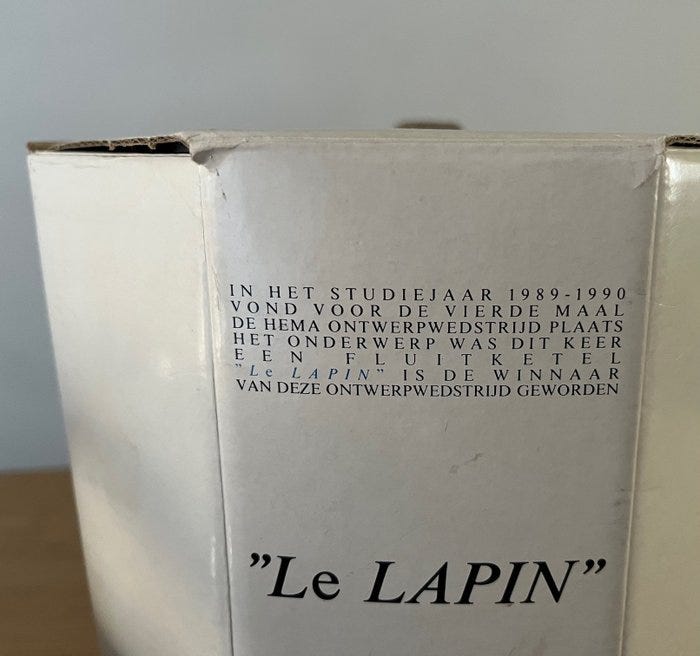 IN HET STUDIEJAAR 1989-1990
VOND VOOR DE VIERDE MAAL
DE HEMA ONTWERPWEDSTRIJD PLAATS
HET ONDERWERP WAS DIT KEER
EEN FLUITKETEL
"Le LAPIN" IS DE WINNAAR
VAN DEZE ONTWERPWEDSTRIJD GEWORDEN
"Le LAPIN"